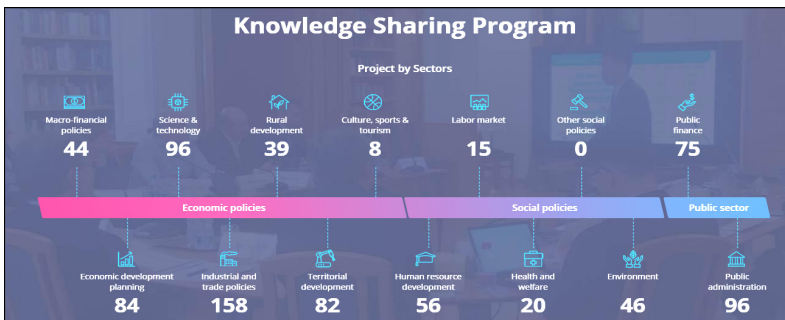 Knowledge Sharing Program
Project by Sectors
Macro-financial
policies
44
Science &
technology
96
Rural
development
39
Culture, sports &
tourism
8
Labor market
15
Other social
policies
0
Public
finance
75
Economic policies
Social policies
Public sector
Economic development
planning
84
Industrial and
trade policies
158
Territorial
development
82
Human resource
development
56
Health and
welfare
20
Environment
46
Public
administration
96